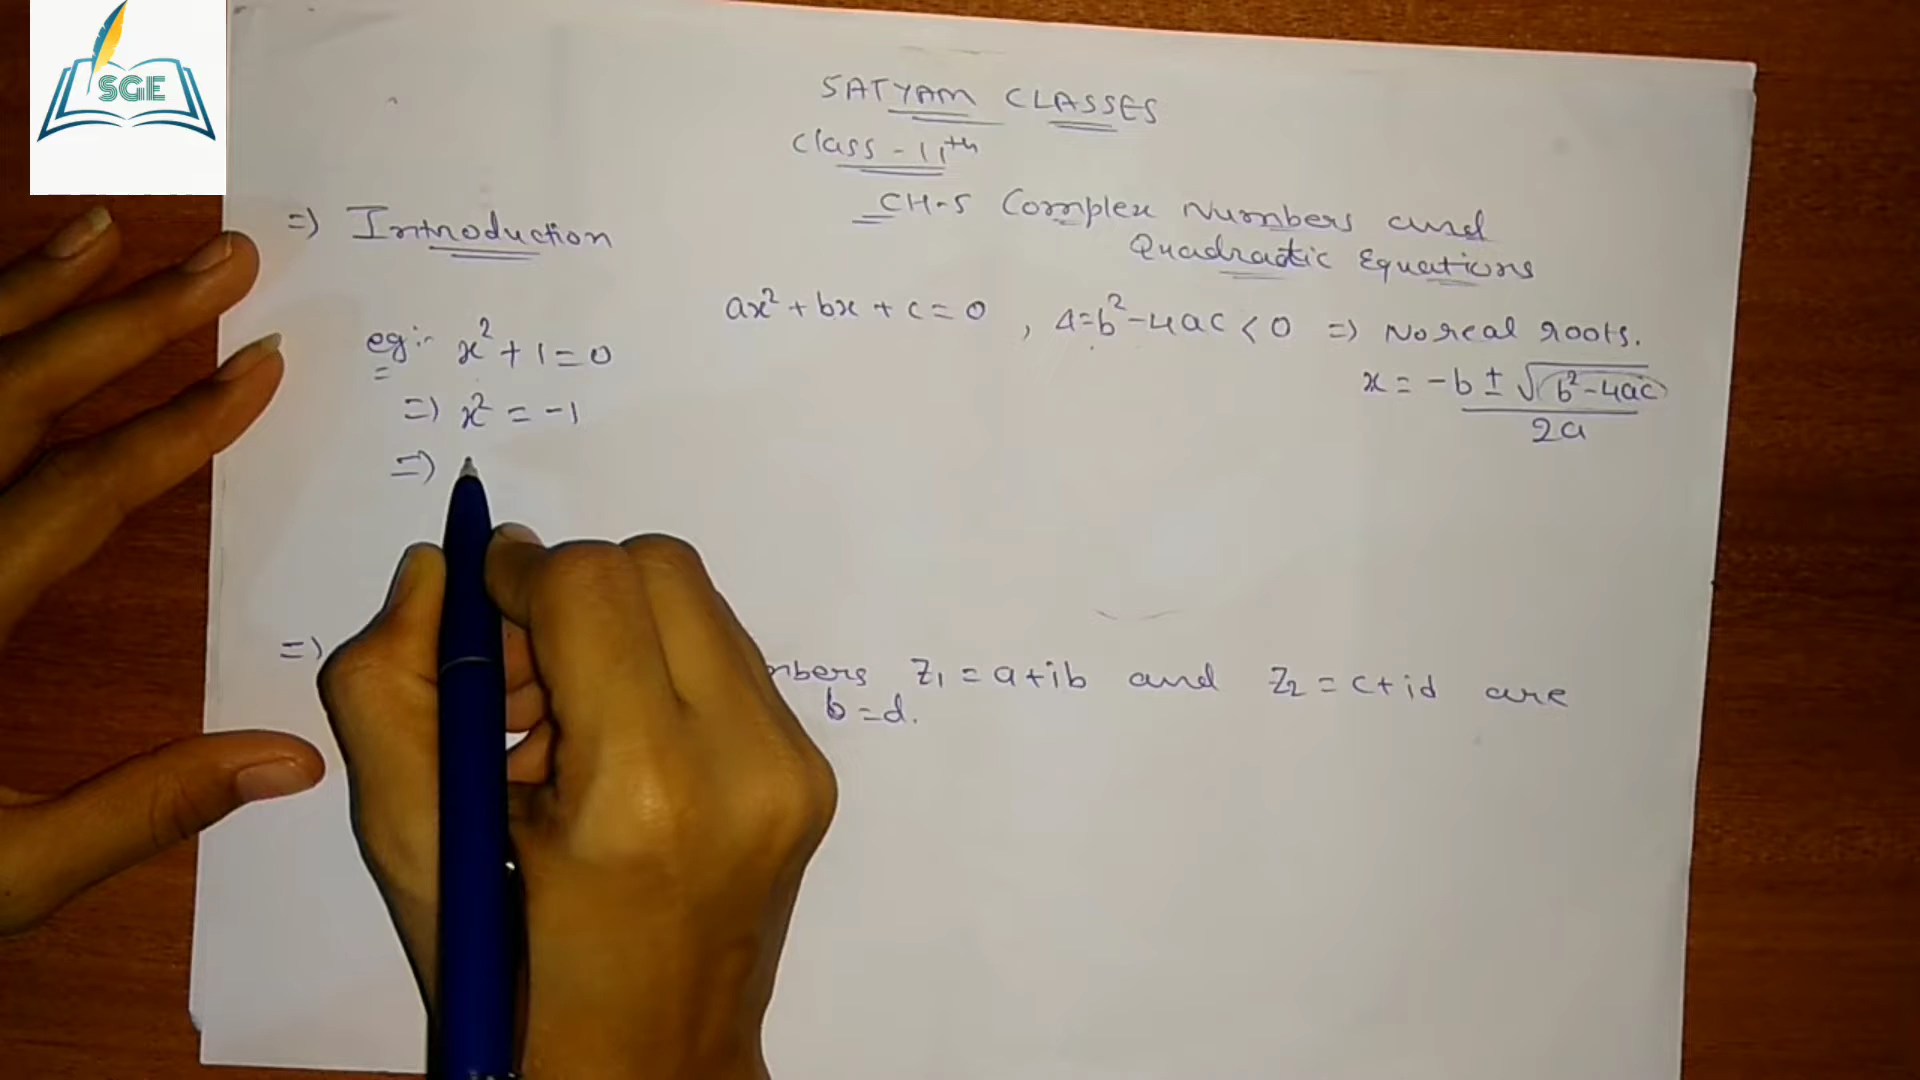 SGE
SATYAM CLASSES
Class - 11th
CH-5 Complex Numbers and
Quadratic Equations
=) Introduction
ax² + bx + c = 0 , Δ=b²-4ac < 0 => No real roots.
x = -b ± √b²-4ac
2a
eg:- x² + 1 = 0
=) x² = -1
=)
=) mbers Z₁ = a+ib and Z₂ = c+id are
b = d.